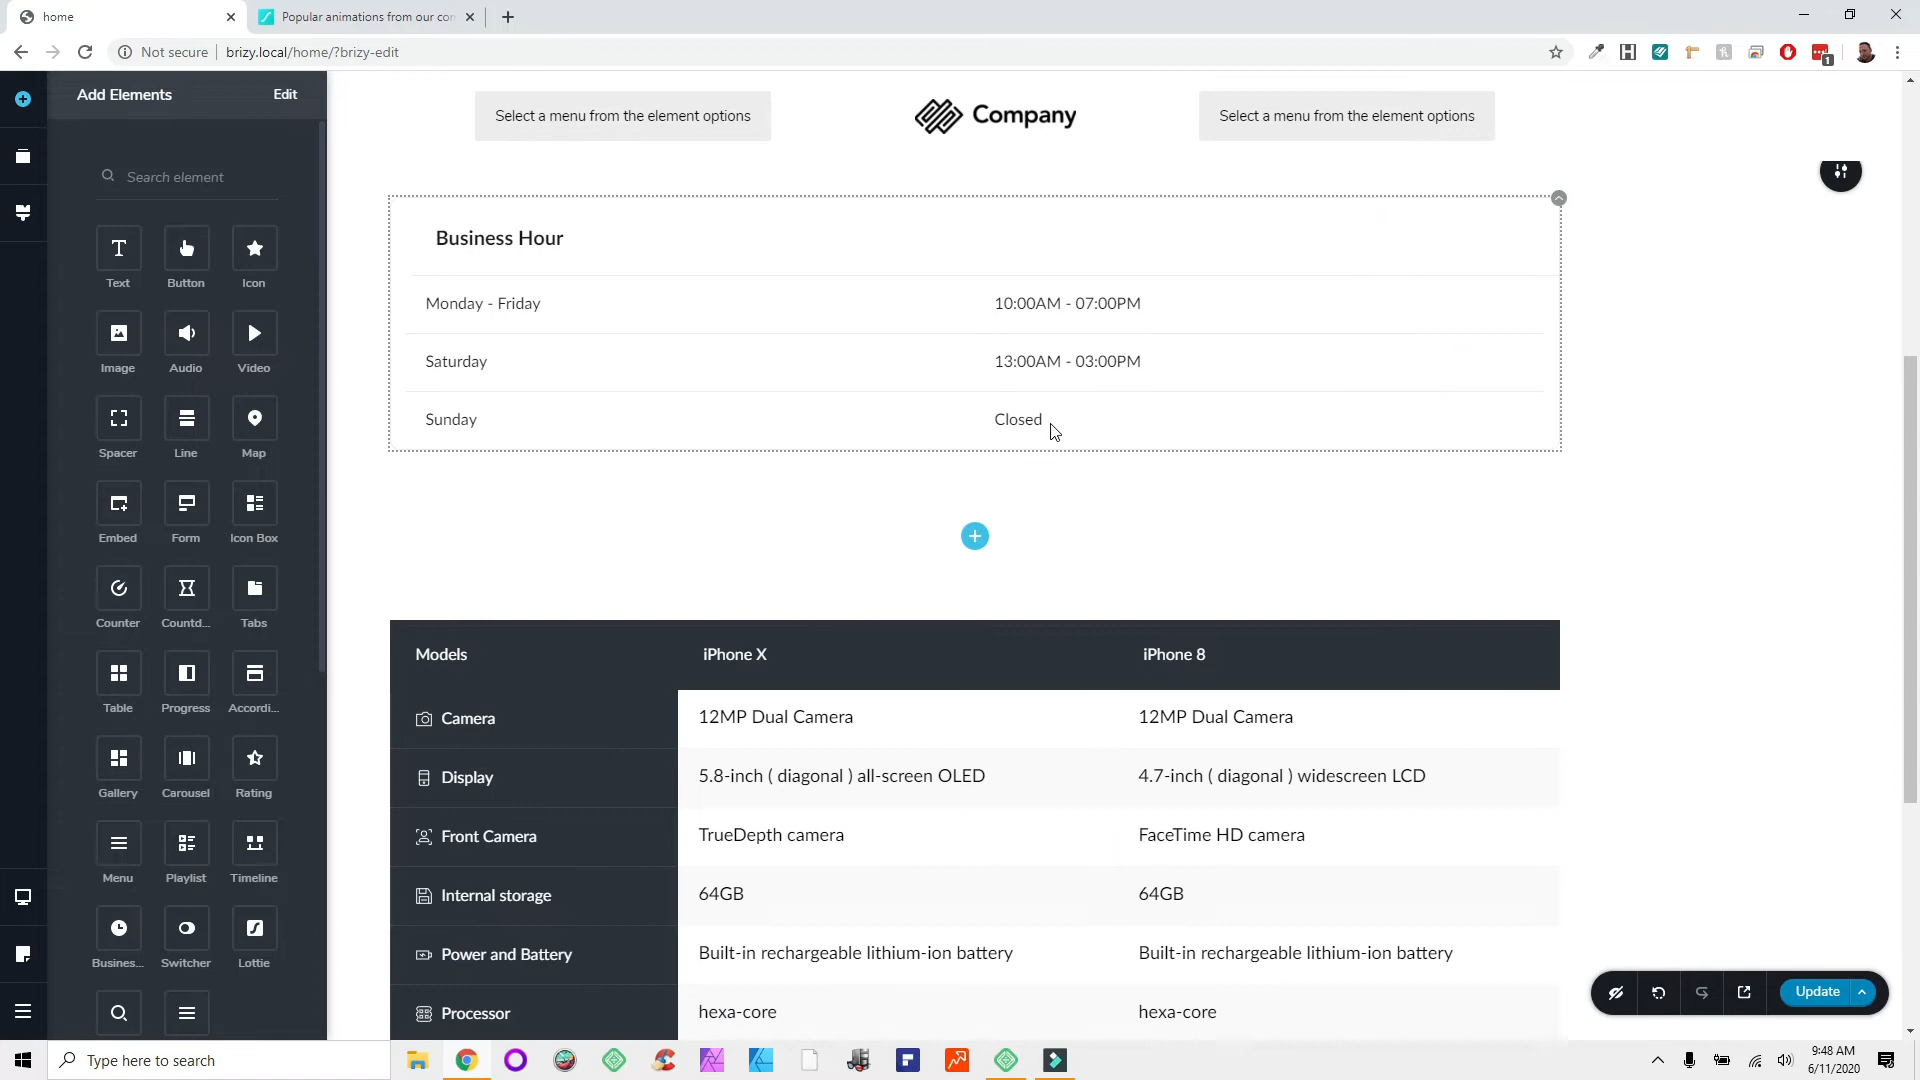 home
Popular animations from our con
Not secure
brizy.local/home/?brizy-edit
1
Add Elements
Edit
Search element
Text
Button
Icon
Image
Audio
Video
Spacer
Line
Map
Embed
Form
Icon Box
Counter
Countd...
Tabs
Table
Progress
Accordi...
Gallery
Carousel
Rating
Menu
Playlist
Timeline
Busines...
Switcher
Lottie
Select a menu from the element options
Company
Select a menu from the element options
Business Hour
Monday - Friday 10:00AM - 07:00PM
Saturday 13:00AM - 03:00PM
Sunday Closed
Models iPhone X iPhone 8
Camera 12MP Dual Camera 12MP Dual Camera
Display 5.8-inch ( diagonal ) all-screen OLED 4.7-inch ( diagonal ) widescreen LCD
Front Camera TrueDepth camera FaceTime HD camera
Internal storage 64GB 64GB
Power and Battery Built-in rechargeable lithium-ion battery Built-in rechargeable lithium-ion battery
Processor hexa-core hexa-core
Update
Type here to search
9:48 AM
6/11/2020